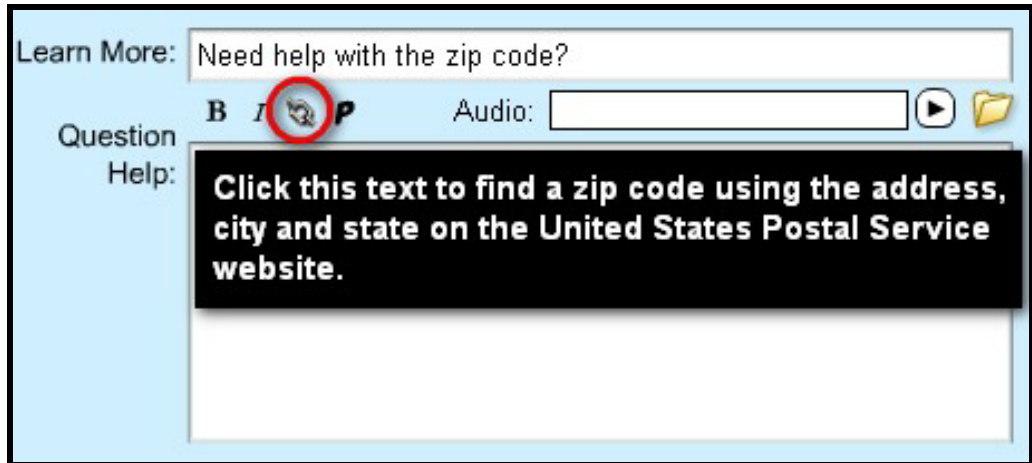 Learn More: Need help with the zip code?
B I P Audio:
Question
Help:
Click this text to find a zip code using the address,
city and state on the United States Postal Service
website.